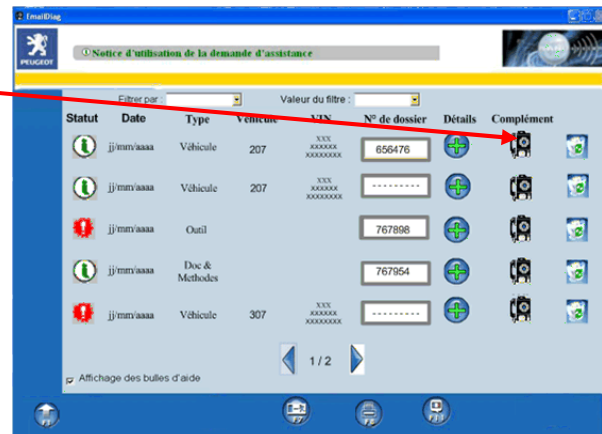 EmailDiag
PEUGEOT
Notice d'utilisation de la demande d'assistance
Filtrer par : Valeur du filtre :
Statut Date Type Véhicule VIN N° de dossier Détails Complément
jj/mm/aaaa Véhicule 207 xxx xxxxxx xxxxxxxx 656476
jj/mm/aaaa Véhicule 207 xxx xxxxxx xxxxxxxx ---------
jj/mm/aaaa Outil 767898
jj/mm/aaaa Doc & Methodes 767954
jj/mm/aaaa Véhicule 307 xxx xxxxxx xxxxxxxx ---------
1 / 2
Affichage des bulles d'aide